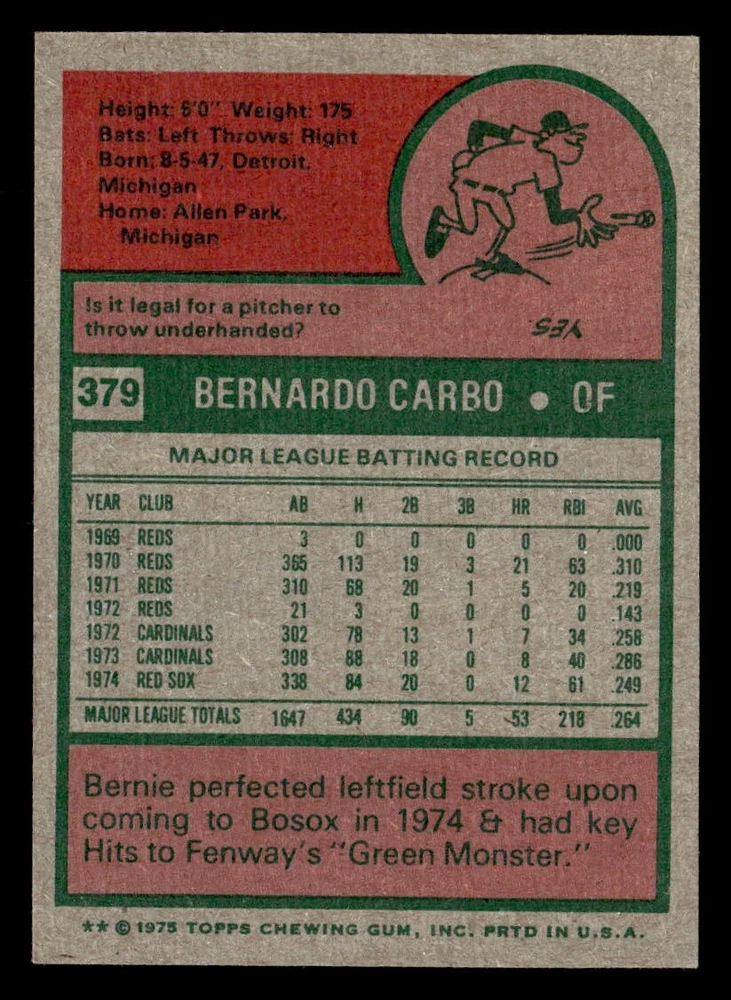 Height: 6'0" Weight: 175
Bats: Left Throws: Right
Born: 8-5-47, Detroit,
Michigan
Home: Allen Park,
Michigan
Is it legal for a pitcher to
throw underhanded?
YES.
379 BERNARDO CARBO • OF
MAJOR LEAGUE BATTING RECORD
YEAR CLUB AB H 2B 3B HR RBI AVG
1969 REDS 3 0 0 0 0 0 .000
1970 REDS 365 113 19 3 21 63 .310
1971 REDS 310 68 20 1 5 20 .219
1972 REDS 21 3 0 0 0 0 .143
1972 CARDINALS 302 78 13 1 7 34 .258
1973 CARDINALS 308 88 18 0 8 40 .286
1974 RED SOX 338 84 20 0 12 61 .249
MAJOR LEAGUE TOTALS 1647 434 90 5 53 218 .264
Bernie perfected leftfield stroke upon
coming to Bosox in 1974 & had key
Hits to Fenway's "Green Monster."
** © 1975 TOPPS CHEWING GUM, INC. PRTD IN U.S.A.